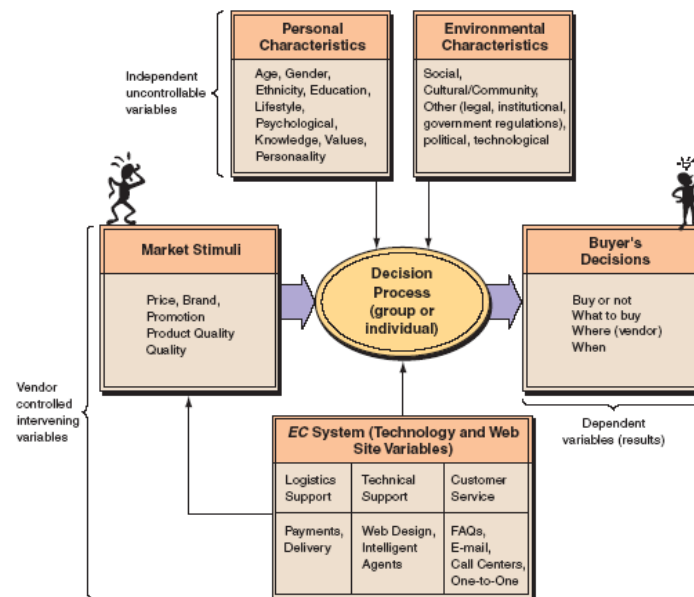 Personal
Characteristics
Age, Gender,
Ethnicity, Education,
Lifestyle,
Psychological,
Knowledge, Values,
Personaality
Environmental
Characteristics
Social,
Cultural/Community,
Other (legal, institutional,
government regulations),
political, technological
Independent
uncontrollable
variables
Market Stimuli
Price, Brand,
Promotion
Product Quality
Quality
Decision
Process
(group or
individual)
Buyer's
Decisions
Buy or not
What to buy
Where (vendor)
When
Vendor
controlled
intervening
variables
Dependent
variables (results)
EC System (Technology and Web
Site Variables)
Logistics
Support
Technical
Support
Customer
Service
Payments,
Delivery
Web Design,
Intelligent
Agents
FAQs,
E-mail,
Call Centers,
One-to-One